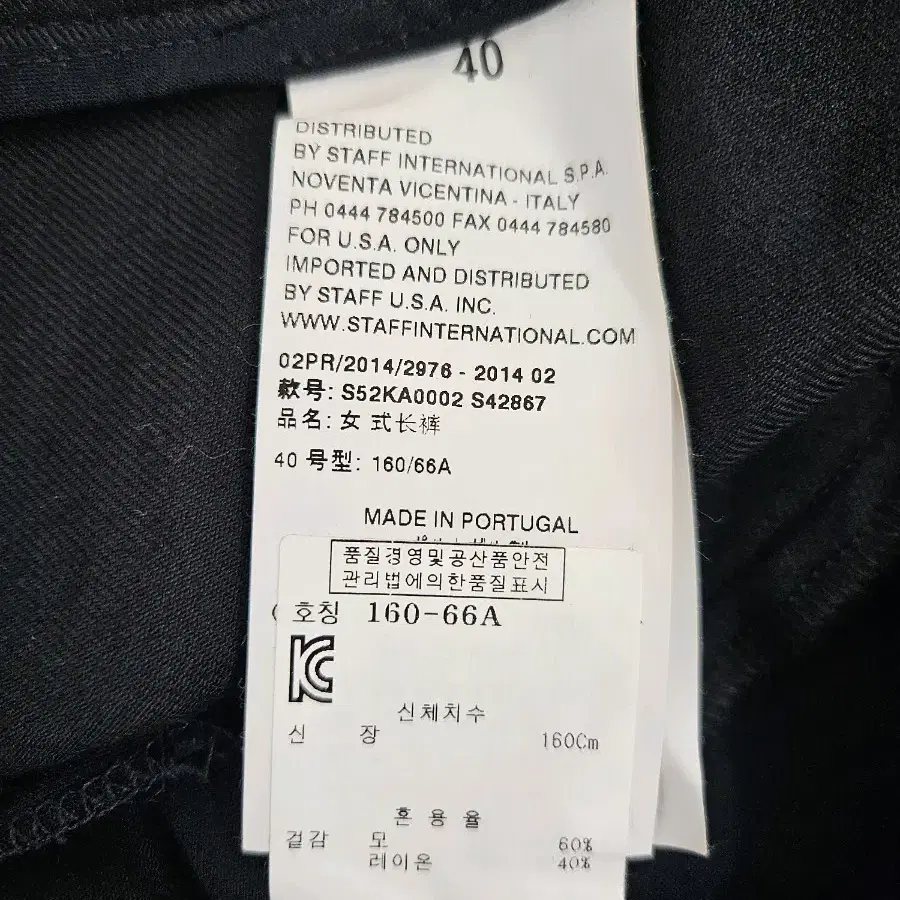 40
DISTRIBUTED
BY STAFF INTERNATIONAL S.P.A.
NOVENTA VICENTINA - ITALY
PH 0444 784500 FAX 0444 784580
FOR U.S.A. ONLY
IMPORTED AND DISTRIBUTED
BY STAFF U.S.A. INC.
WWW.STAFFINTERNATIONAL.COM
02PR/2014/2976 - 2014 02
款号: S52KA0002 S42867
品名: 女 式长裤
40 号型: 160/66A
MADE IN PORTUGAL
품질경영및공산품안전
관리법에의한품질표시
호칭 160-66A
신체치수
신 장 160Cm
혼 용 율
겉감 모 60%
레이온 40%